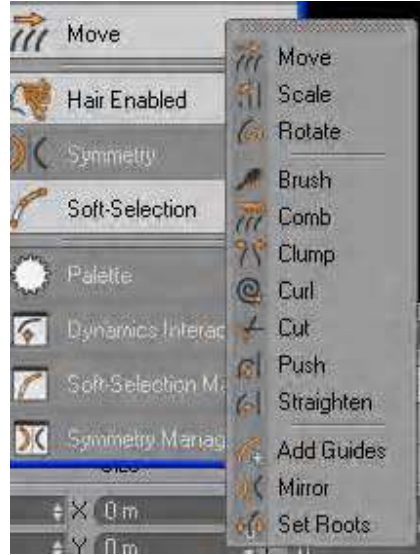 Move
Hair Enabled
Symmetry
Soft-Selection
Palette
Dynamics Interac
Soft-Selection Ma
Symmetry Manag
X 0 m
Y 0 m
Move
Scale
Rotate
Brush
Comb
Clump
Curl
Cut
Push
Straighten
Add Guides
Mirror
Set Roots